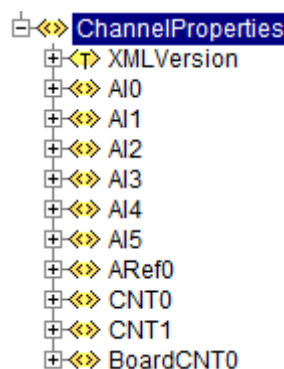 ChannelProperties
XMLVersion
AI0
AI1
AI2
AI3
AI4
AI5
ARef0
CNT0
CNT1
BoardCNT0